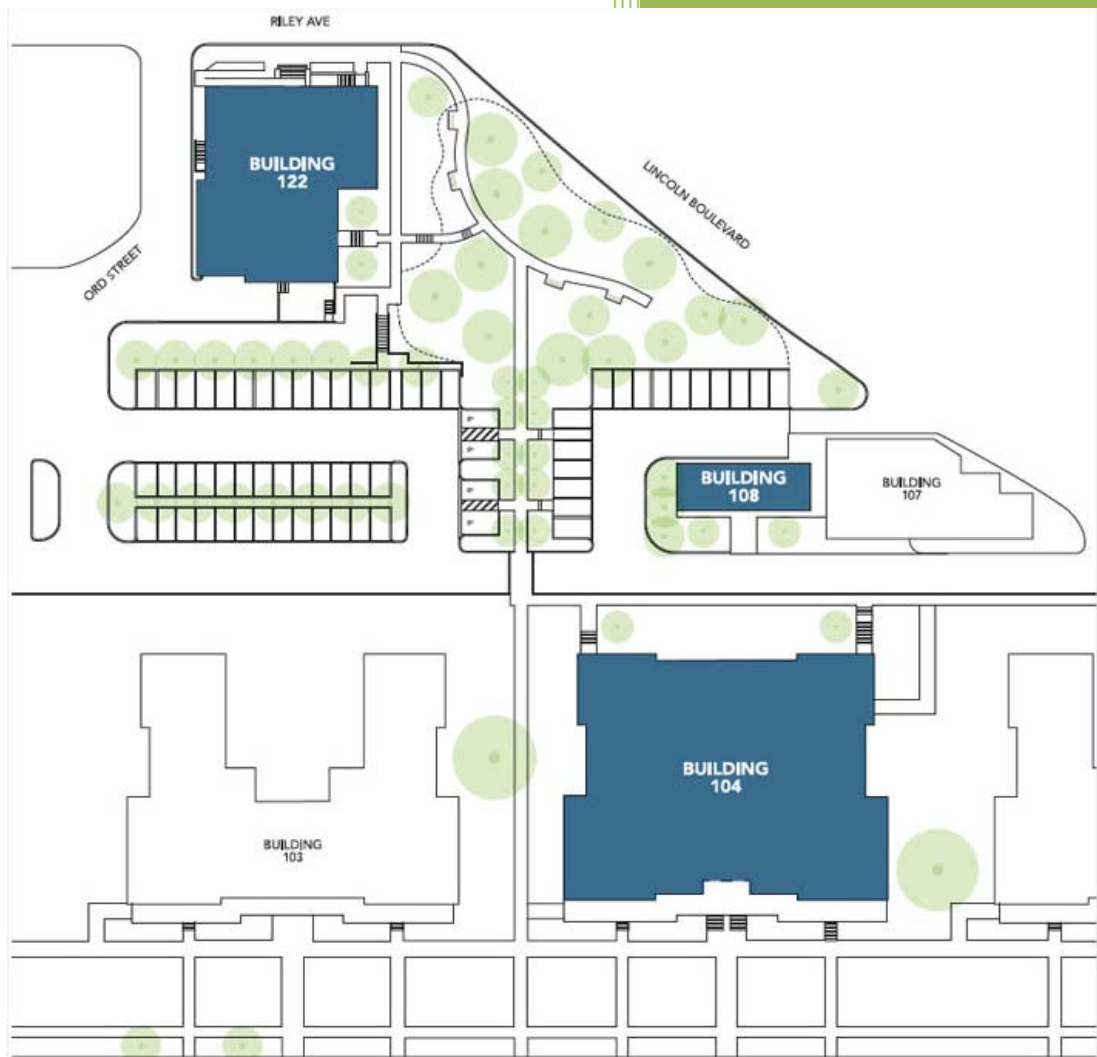 RILEY AVE
BUILDING
122
LINCOLN BOULEVARD
ORD STREET
BUILDING
108
BUILDING
107
BUILDING
104
BUILDING
103